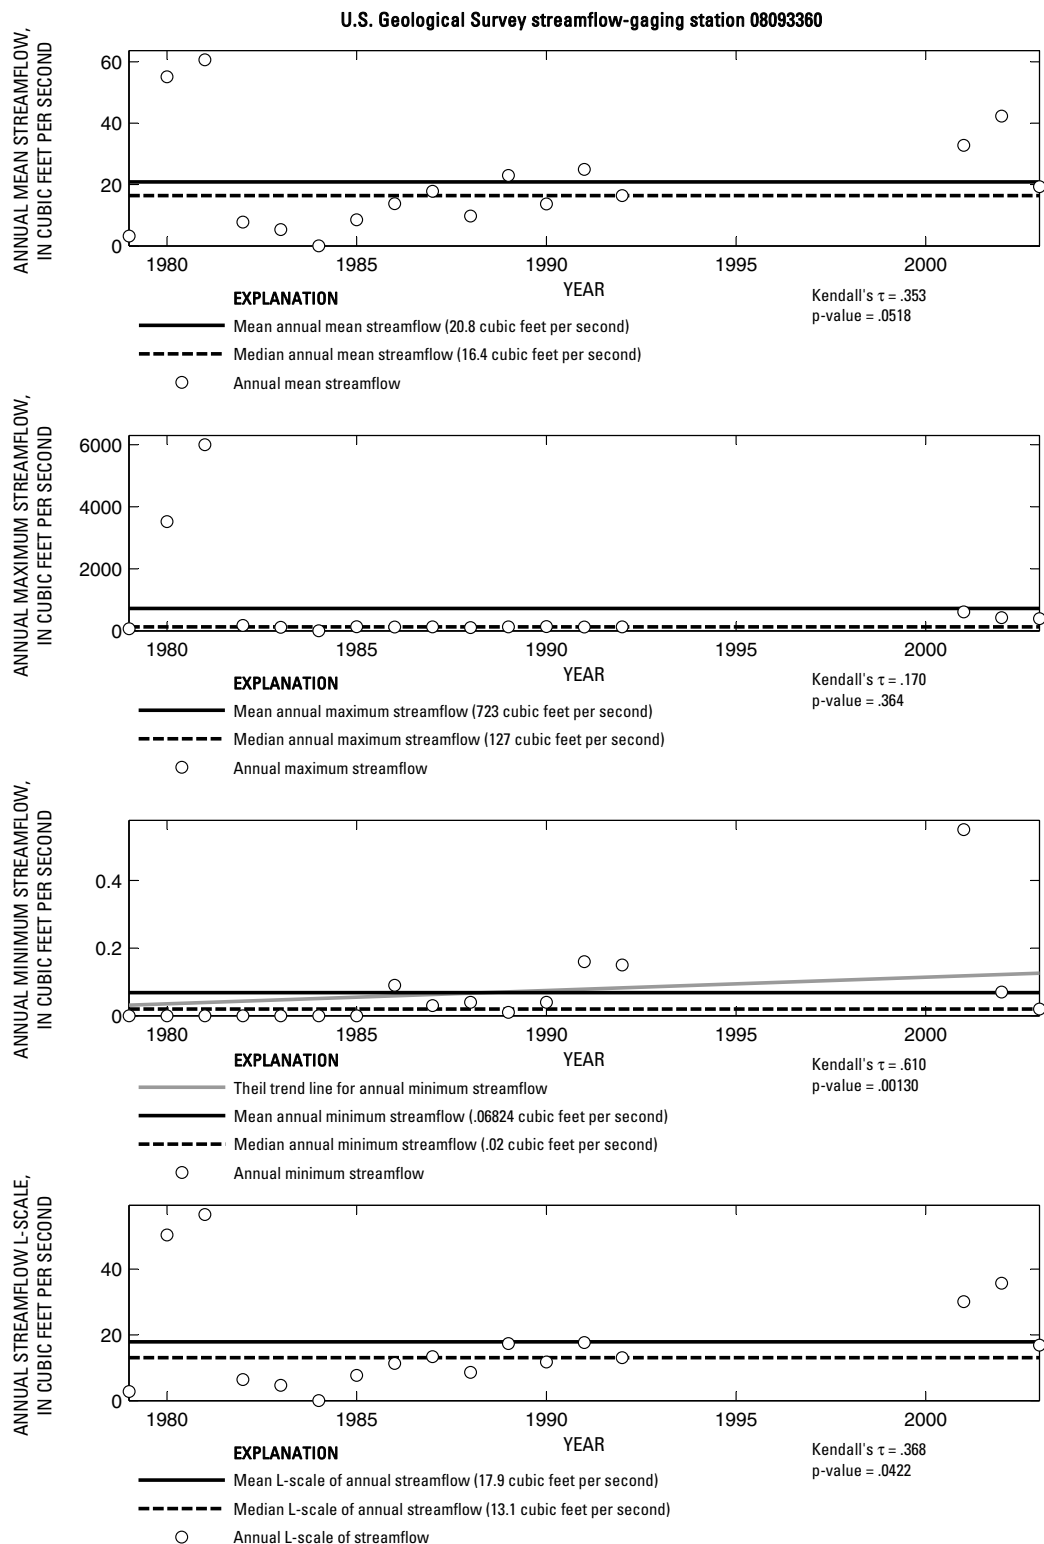 U.S. Geological Survey streamflow-gaging station 08093360
ANNUAL MEAN STREAMFLOW,
IN CUBIC FEET PER SECOND
60
40
20
0
1980 1985 1990 1995 2000
YEAR
Kendall's τ = .353
p-value = .0518
EXPLANATION
Mean annual mean streamflow (20.8 cubic feet per second)
Median annual mean streamflow (16.4 cubic feet per second)
Annual mean streamflow
ANNUAL MAXIMUM STREAMFLOW,
IN CUBIC FEET PER SECOND
6000
4000
2000
0
1980 1985 1990 1995 2000
YEAR
Kendall's τ = .170
p-value = .364
EXPLANATION
Mean annual maximum streamflow (723 cubic feet per second)
Median annual maximum streamflow (127 cubic feet per second)
Annual maximum streamflow
ANNUAL MINIMUM STREAMFLOW,
IN CUBIC FEET PER SECOND
0.4
0.2
0
1980 1985 1990 1995 2000
YEAR
Kendall's τ = .610
p-value = .00130
EXPLANATION
Theil trend line for annual minimum streamflow
Mean annual minimum streamflow (.06824 cubic feet per second)
Median annual minimum streamflow (.02 cubic feet per second)
Annual minimum streamflow
ANNUAL STREAMFLOW L-SCALE,
IN CUBIC FEET PER SECOND
40
20
0
1980 1985 1990 1995 2000
YEAR
Kendall's τ = .368
p-value = .0422
EXPLANATION
Mean L-scale of annual streamflow (17.9 cubic feet per second)
Median L-scale of annual streamflow (13.1 cubic feet per second)
Annual L-scale of streamflow